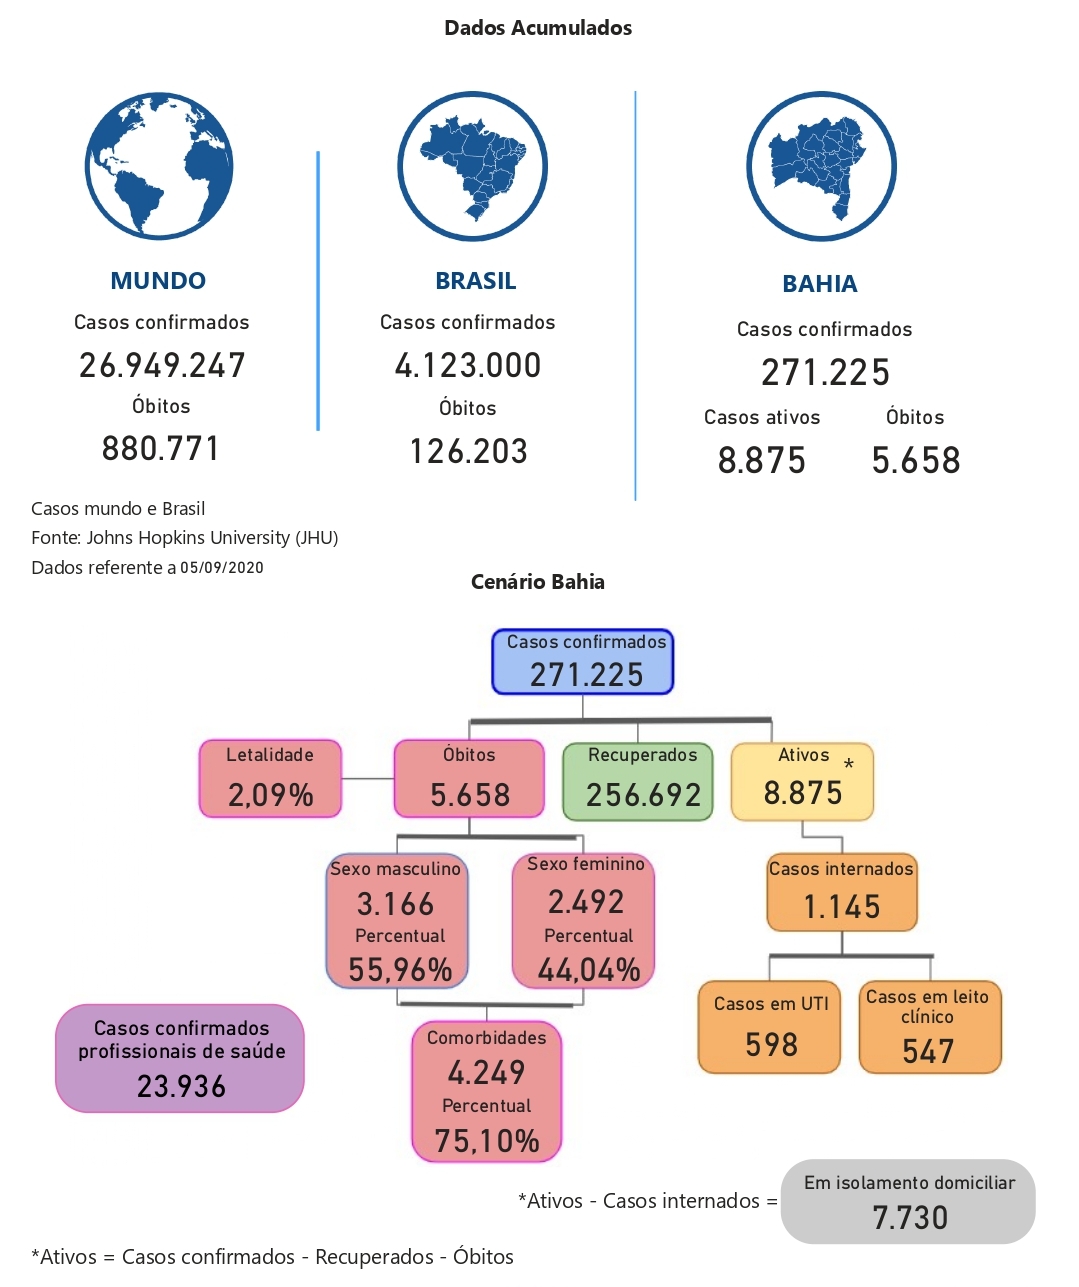 Dados Acumulados
MUNDO
Casos confirmados
26.949.247
Óbitos
880.771
BRASIL
Casos confirmados
4.123.000
Óbitos
126.203
BAHIA
Casos confirmados
271.225
Casos ativos
8.875
Óbitos
5.658
Casos mundo e Brasil
Fonte: Johns Hopkins University (JHU)
Dados referente a 05/09/2020
Cenário Bahia
Casos confirmados
271.225
Letalidade
2,09%
Óbitos
5.658
Recuperados
256.692
Ativos *
8.875
Sexo masculino
3.166
Percentual
55,96%
Sexo feminino
2.492
Percentual
44,04%
Casos internados
1.145
Casos em UTI
598
Casos em leito
clínico
547
Casos confirmados
profissionais de saúde
23.936
Comorbidades
4.249
Percentual
75,10%
*Ativos - Casos internados =
Em isolamento domiciliar
7.730
*Ativos = Casos confirmados - Recuperados - Óbitos